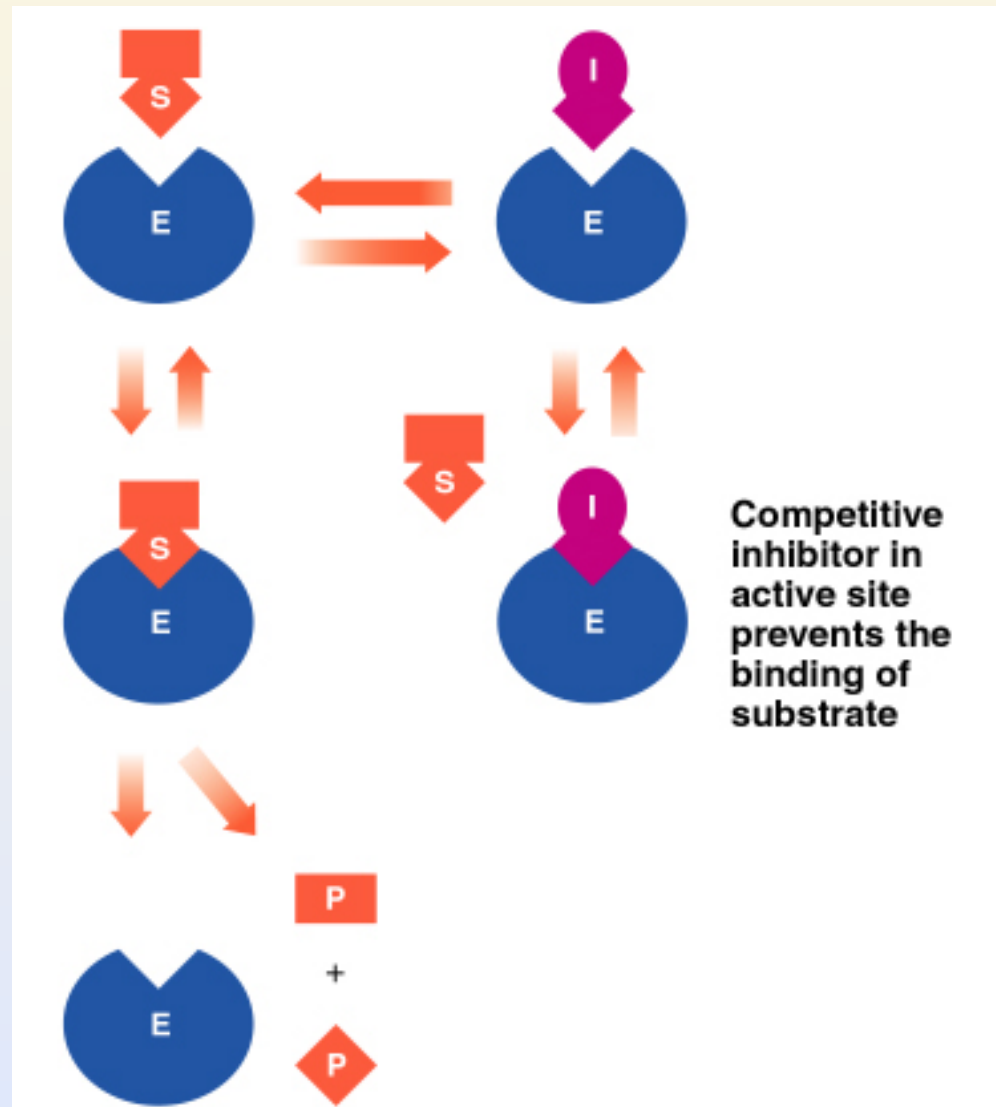 S
I
E
E
S
S
I
E
E
Competitive
inhibitor in
active site
prevents the
binding of
substrate
P
+
E
P